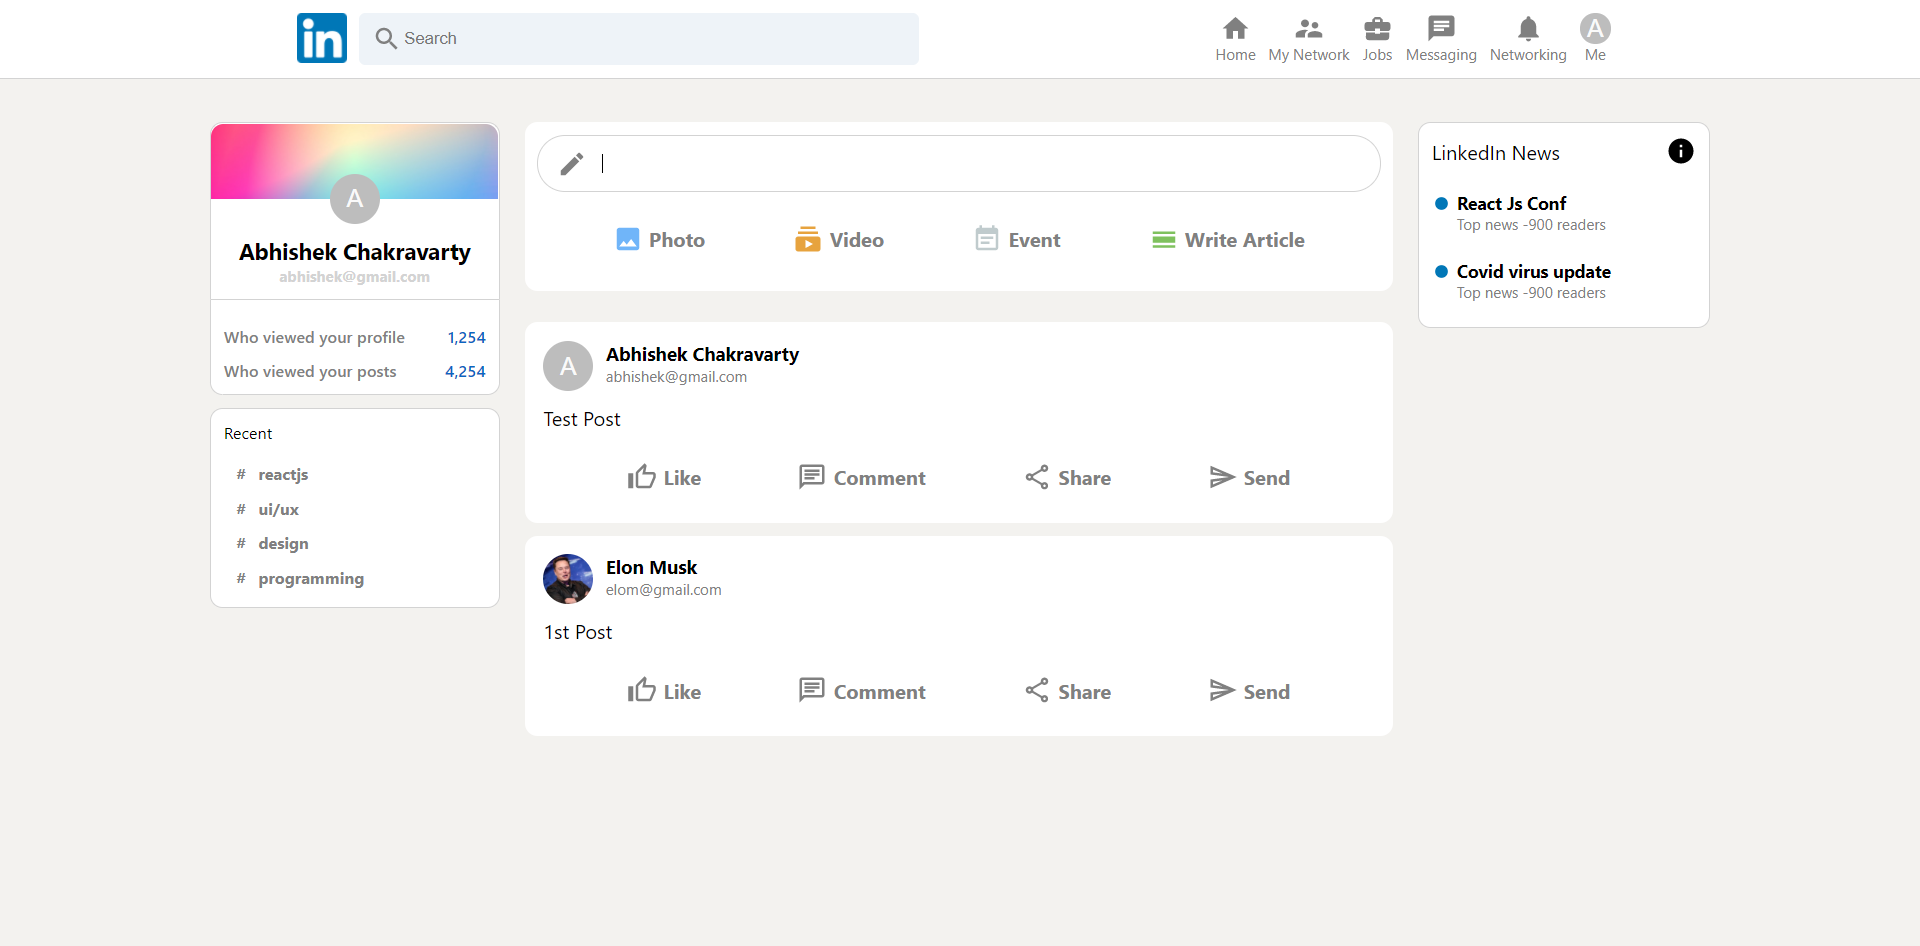 in Search
Home My Network Jobs Messaging Networking A Me
A
Abhishek Chakravarty
abhishek@gmail.com
Who viewed your profile 1,254
Who viewed your posts 4,254
Recent
# reactjs
# ui/ux
# design
# programming
Photo Video Event Write Article
A
Abhishek Chakravarty
abhishek@gmail.com
Test Post
Like Comment Share Send
Elon Musk
elom@gmail.com
1st Post
Like Comment Share Send
LinkedIn News
React Js Conf
Top news -900 readers
Covid virus update
Top news -900 readers